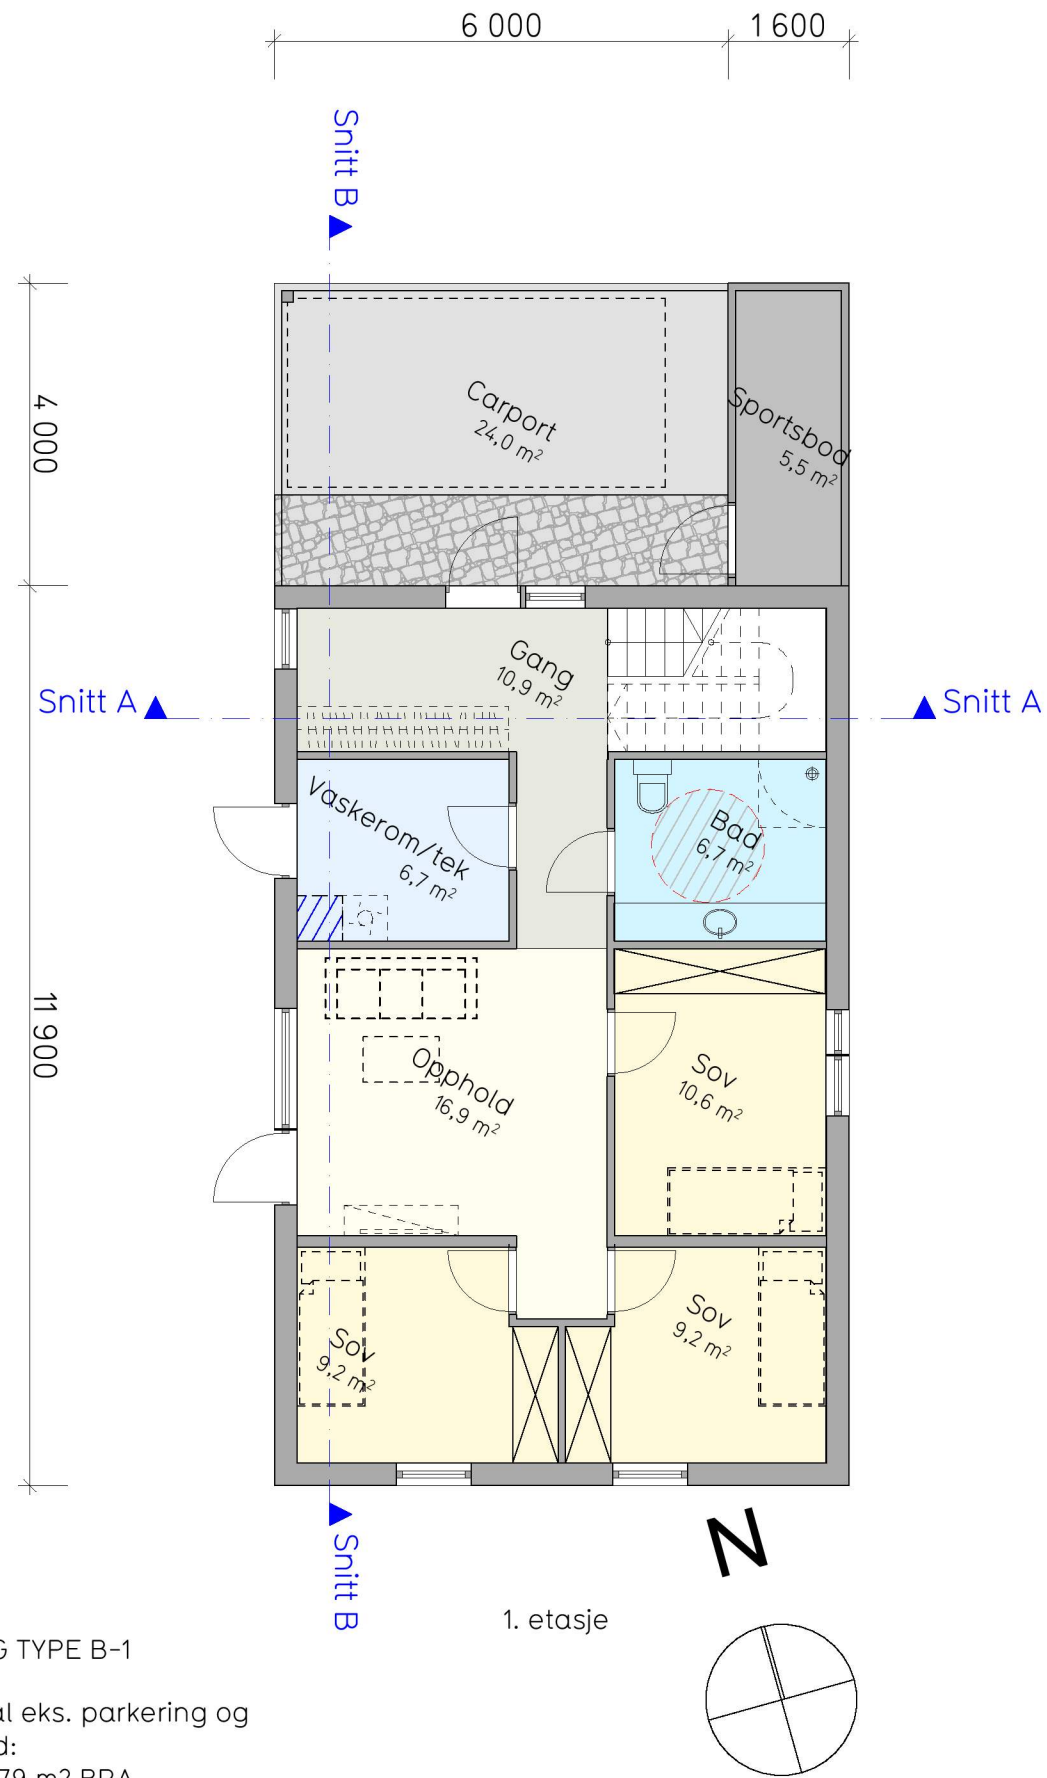 6 000
1 600
Snitt B
4 000
Carport
24,0 m²
Sportsbod
5,5 m²
Gang
10,9 m²
Snitt A
Snitt A
Vaskerom/tek
6,7 m²
Bad
6,7 m²
11 900
Opphold
16,9 m²
Sov
10,6 m²
Sov
9,2 m²
Sov
9,2 m²
Snitt B
N
1. etasje
TYPE B-1
eks. parkering og
m2 BRA